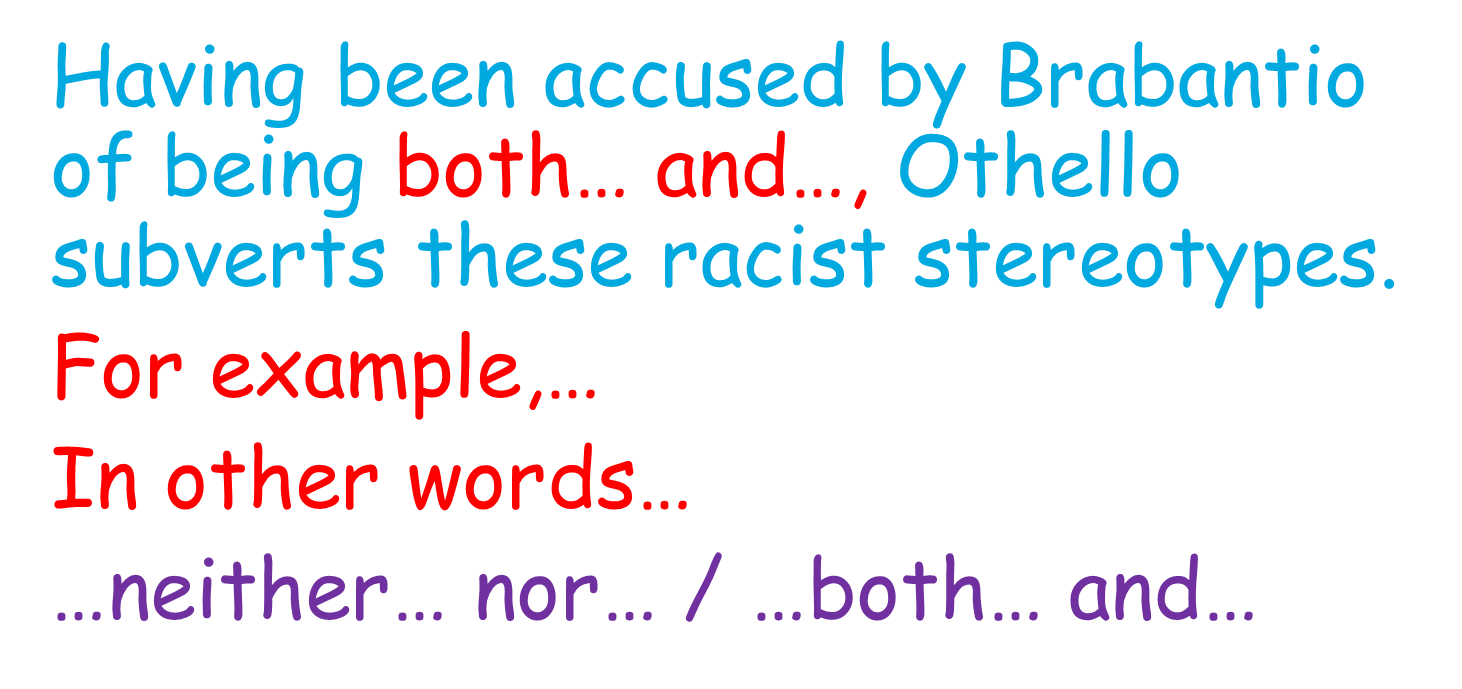 Having been accused by Brabantio
of being both… and…, Othello
subverts these racist stereotypes.
For example,…
In other words…
…neither… nor… / …both… and…